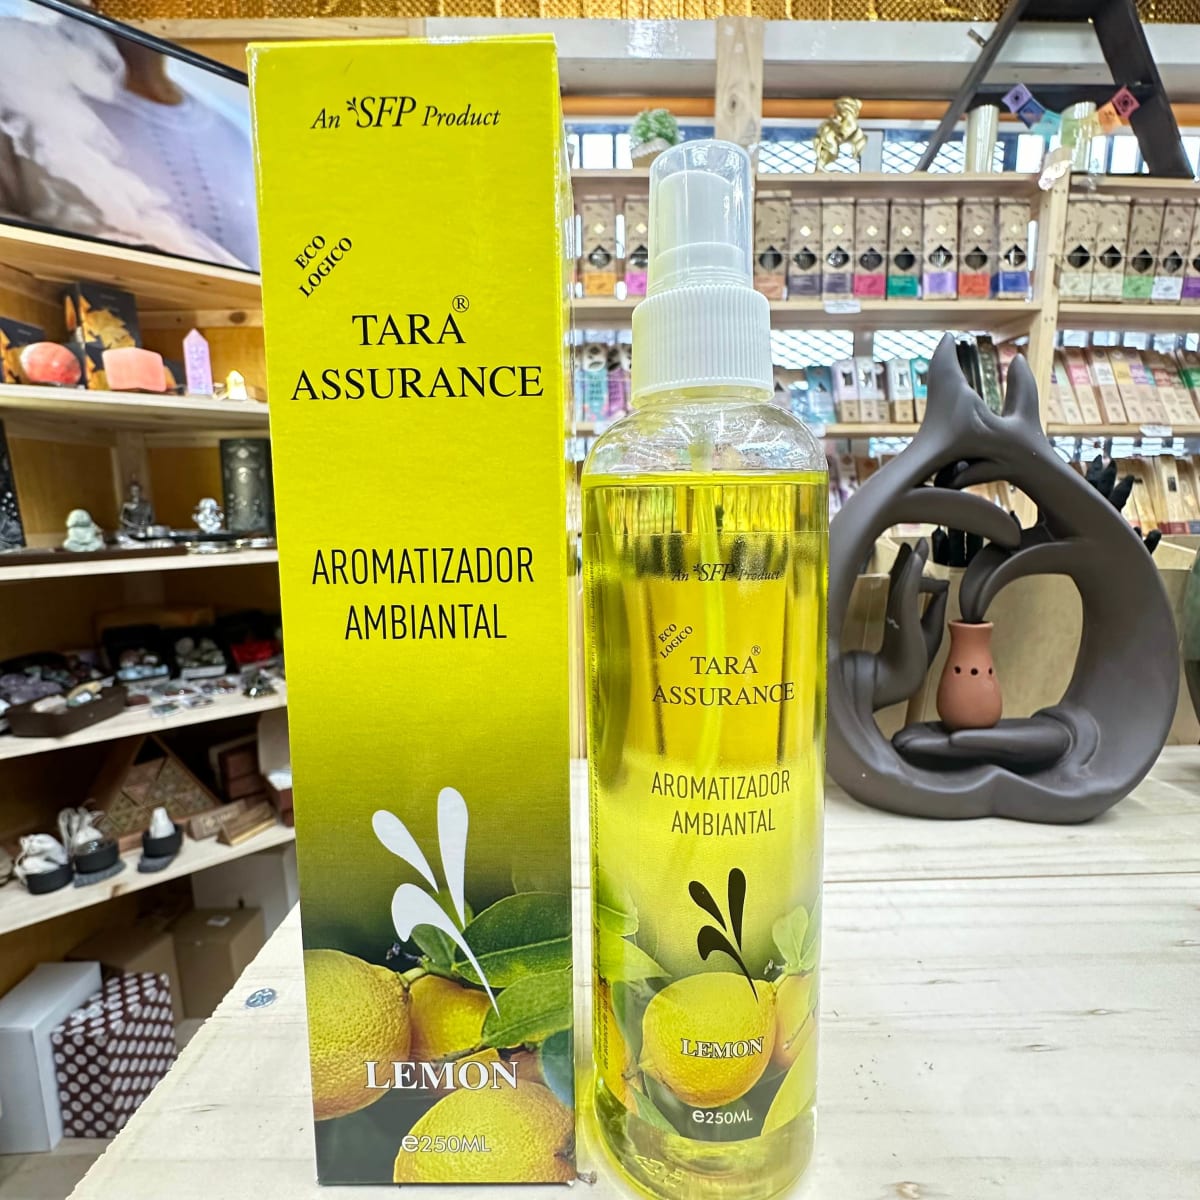 An SFP Product
ECO
LOGICO
TARA®
ASSURANCE
AROMATIZADOR
AMBIANTAL
LEMON
e250ML
An SFP Product
ECO
LOGICO
TARA®
ASSURANCE
AROMATIZADOR
AMBIANTAL
LEMON
e250ML